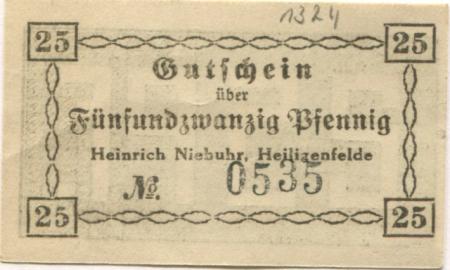 1324
25 25
Gutschein
über
Fünfundzwanzig Pfennig
Heinrich Niebuhr, Heiligenfelde
№. 0535
25 25